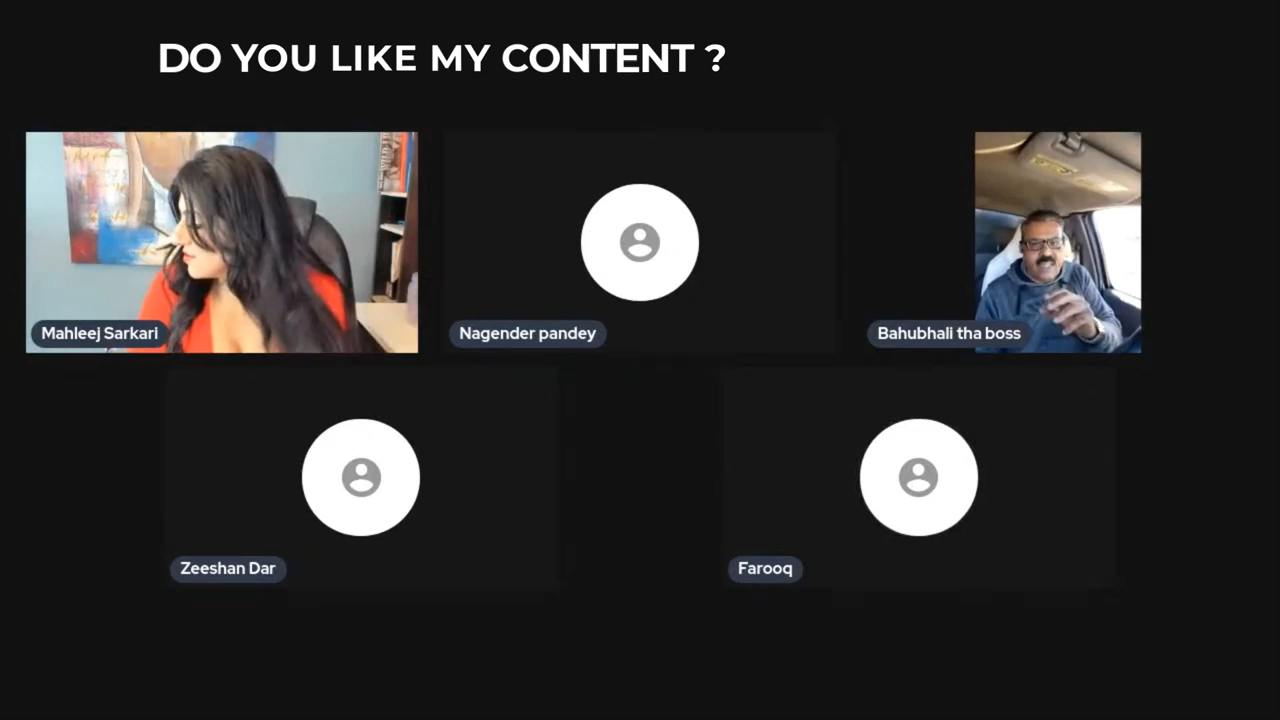 DO YOU LIKE MY CONTENT ?
Mahleej Sarkari
Nagender pandey
Bahubhali tha boss
Zeeshan Dar
Farooq